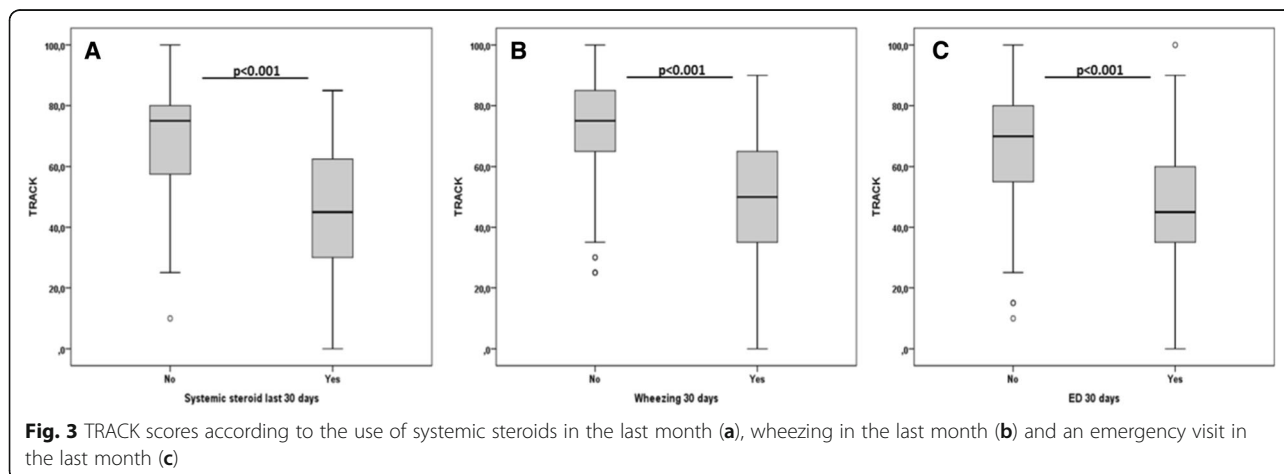 A
B
C
p<0.001
p<0.001
p<0.001
100,0
80,0
60,0
40,0
20,0
,0
TRACK
No
Yes
Systemic steroid last 30 days
100,0
80,0
60,0
40,0
20,0
,0
TRACK
No
Yes
Wheezing 30 days
100,0
80,0
60,0
40,0
20,0
,0
TRACK
No
Yes
ED 30 days
Fig. 3 TRACK scores according to the use of systemic steroids in the last month (a), wheezing in the last month (b) and an emergency visit in
the last month (c)